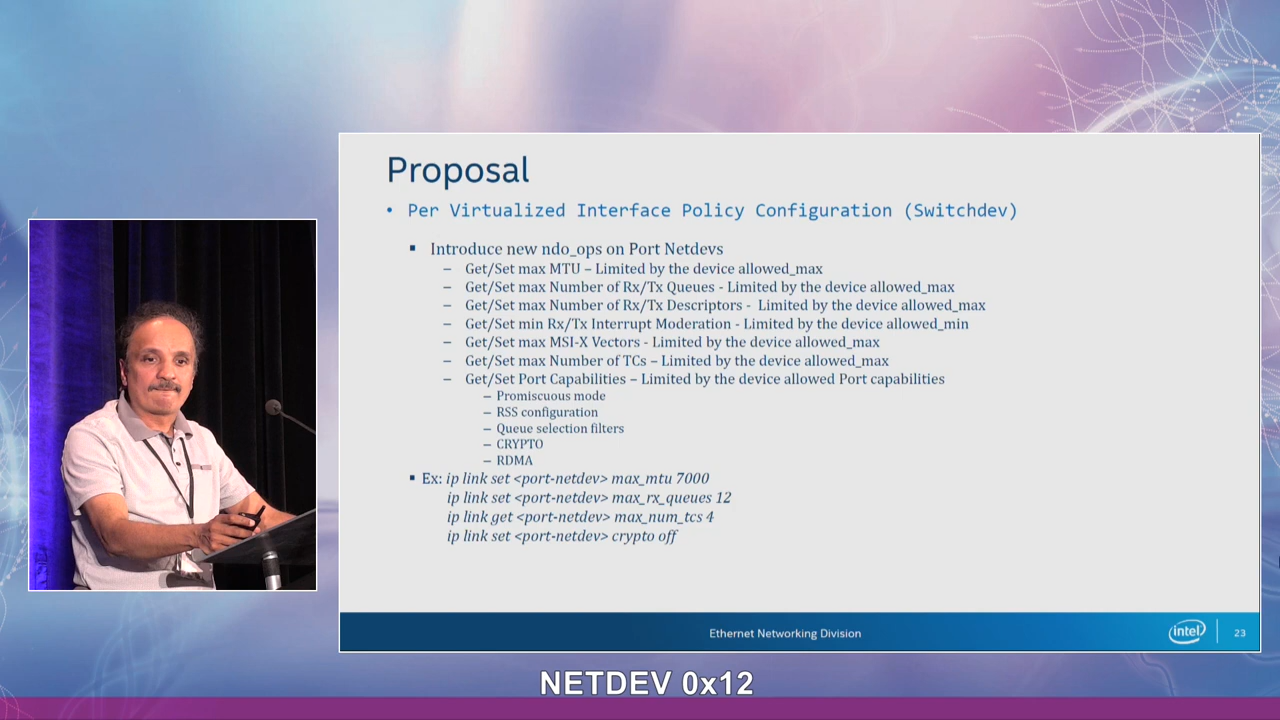 Proposal
• Per Virtualized Interface Policy Configuration (Switchdev)
▪ Introduce new ndo_ops on Port Netdevs
– Get/Set max MTU – Limited by the device allowed_max
– Get/Set max Number of Rx/Tx Queues - Limited by the device allowed_max
– Get/Set max Number of Rx/Tx Descriptors - Limited by the device allowed_max
– Get/Set min Rx/Tx Interrupt Moderation - Limited by the device allowed_min
– Get/Set max MSI-X Vectors - Limited by the device allowed_max
– Get/Set max Number of TCs – Limited by the device allowed_max
– Get/Set Port Capabilities – Limited by the device allowed Port capabilities
– Promiscuous mode
– RSS configuration
– Queue selection filters
– CRYPTO
– RDMA
▪ Ex: ip link set <port-netdev> max_mtu 7000
ip link set <port-netdev> max_rx_queues 12
ip link get <port-netdev> max_num_tcs 4
ip link set <port-netdev> crypto off
Ethernet Networking Division
intel
23
NETDEV 0x12